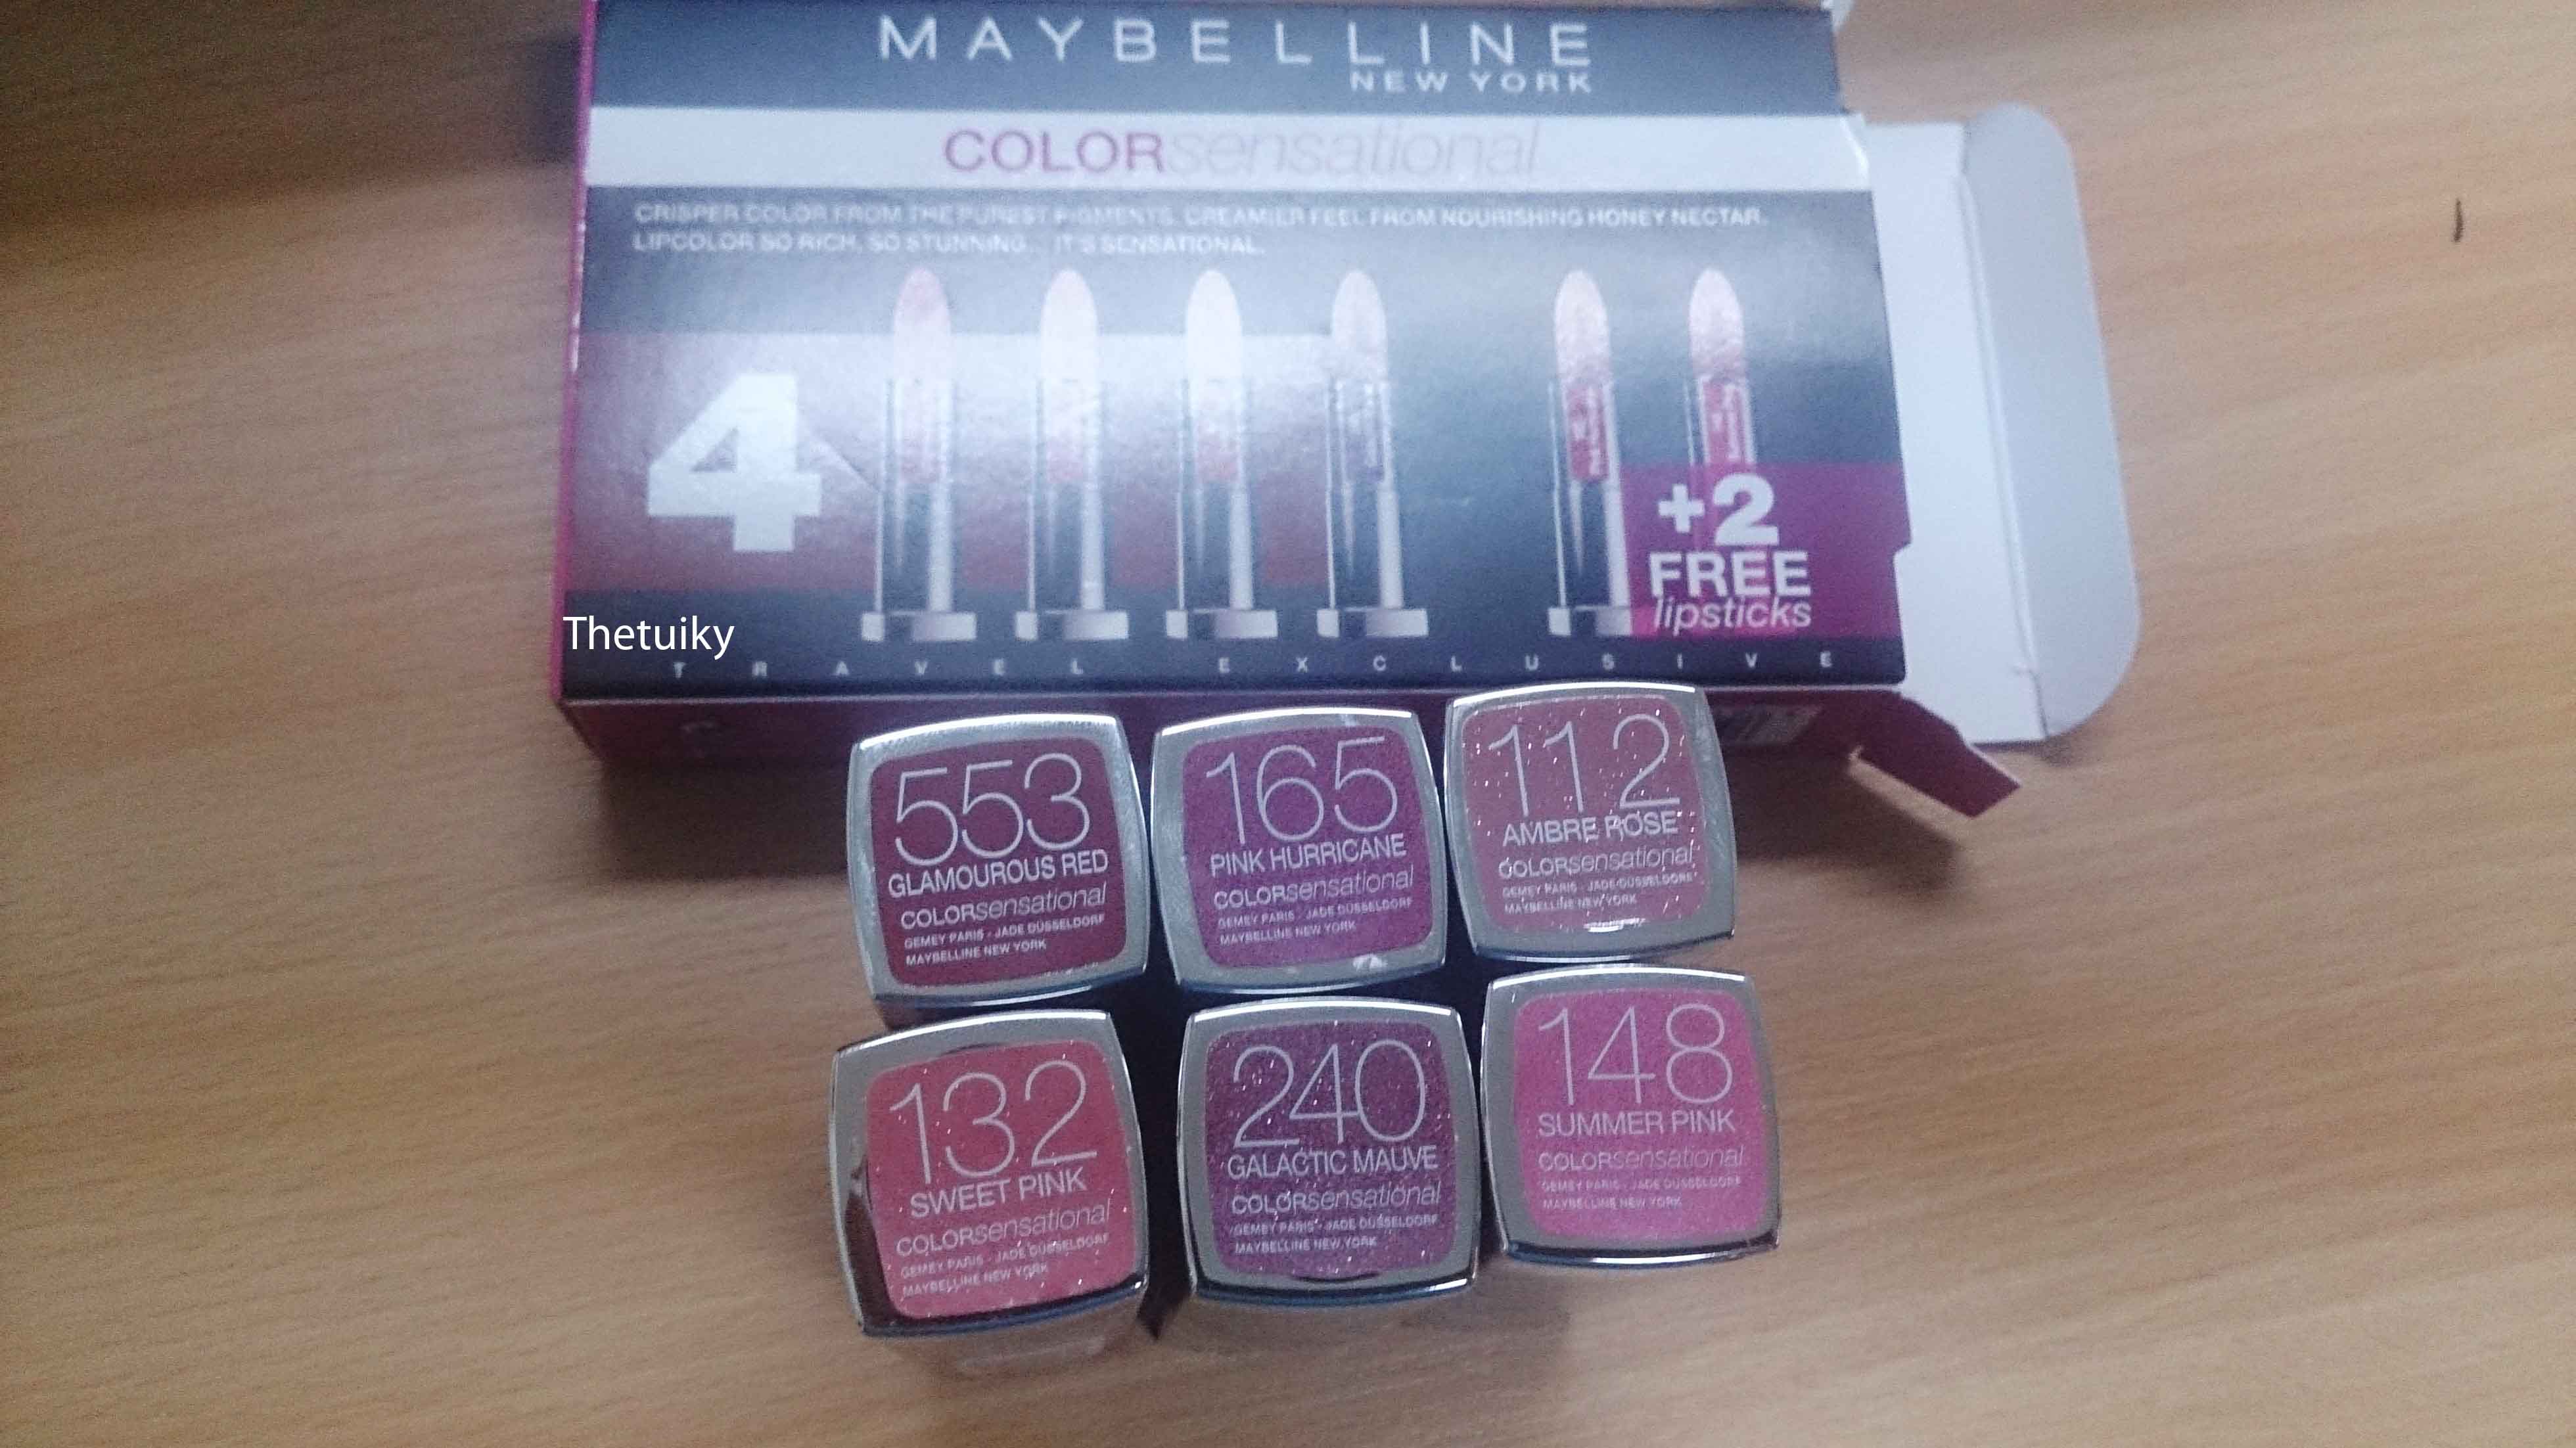 MAYBELLINE
NEW YORK
COLORsensational
CRISPER COLOR FROM THE PUREST PIGMENTS. CREAMIER FEEL FROM NOURISHING HONEY NECTAR.
LIPCOLOR SO RICH, SO STUNNING... IT'S SENSATIONAL.
4
+2
FREE
lipsticks
Thetuiky
TRAVEL EXCLUSIVE
553
GLAMOUROUS RED
COLORsensational
GEMEY PARIS - JADE DÜSSELDORF
MAYBELLINE NEW YORK
165
PINK HURRICANE
COLORsensational
GEMEY PARIS - JADE DÜSSELDORF
MAYBELLINE NEW YORK
112
AMBRE ROSE
COLORsensational
GEMEY PARIS - JADE DÜSSELDORF
MAYBELLINE NEW YORK
132
SWEET PINK
COLORsensational
GEMEY PARIS - JADE DÜSSELDORF
MAYBELLINE NEW YORK
240
GALACTIC MAUVE
COLORsensational
GEMEY PARIS - JADE DÜSSELDORF
MAYBELLINE NEW YORK
148
SUMMER PINK
COLORsensational
GEMEY PARIS - JADE DÜSSELDORF
MAYBELLINE NEW YORK